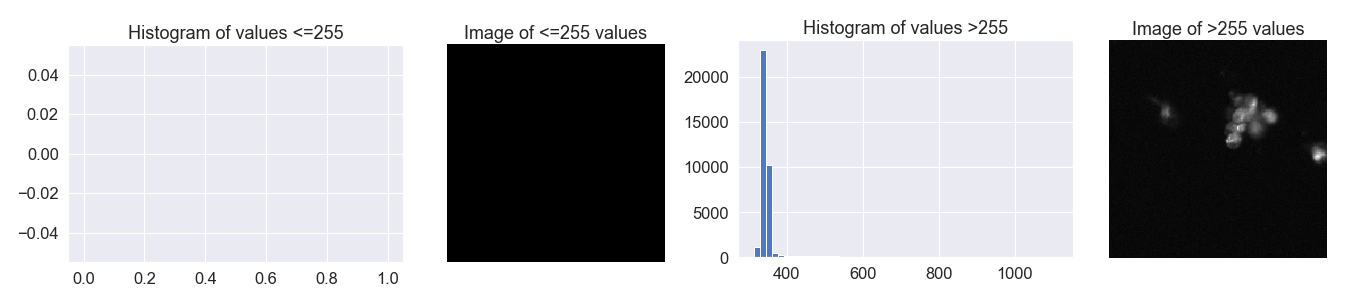 Histogram of values <=255
0.04
0.02
0.00
−0.02
−0.04
0.0 0.2 0.4 0.6 0.8 1.0
Image of <=255 values
Histogram of values >255
20000
15000
10000
5000
0
400 600 800 1000
Image of >255 values